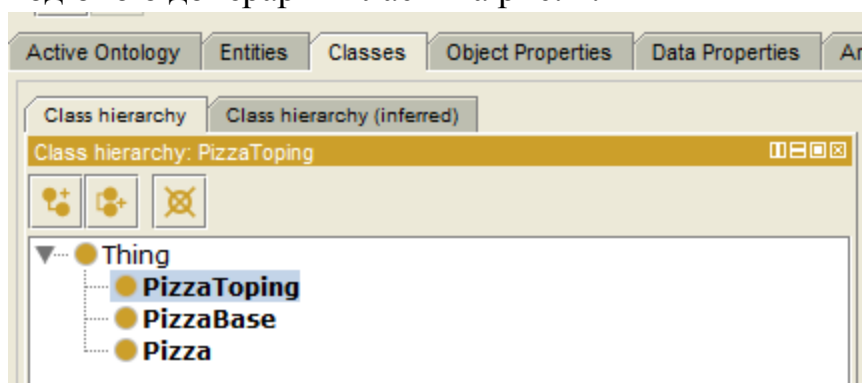 Active Ontology Entities Classes Object Properties Data Properties
Class hierarchy Class hierarchy (inferred)
Class hierarchy: PizzaToping
Thing
PizzaToping
PizzaBase
Pizza